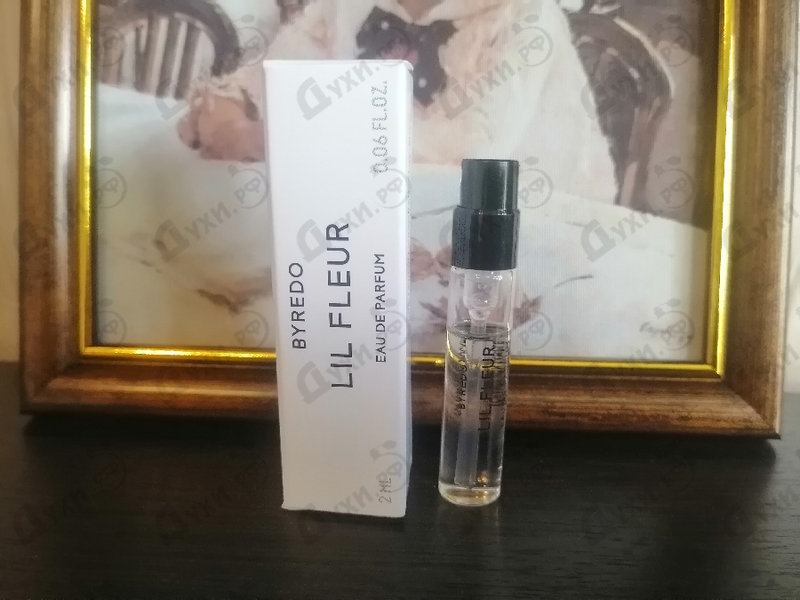 BYREDO
LIL FLEUR
EAU DE PARFUM
2 ML
0.06 FL.OZ.
BYREDO
LIL FLEUR
Духи.рф